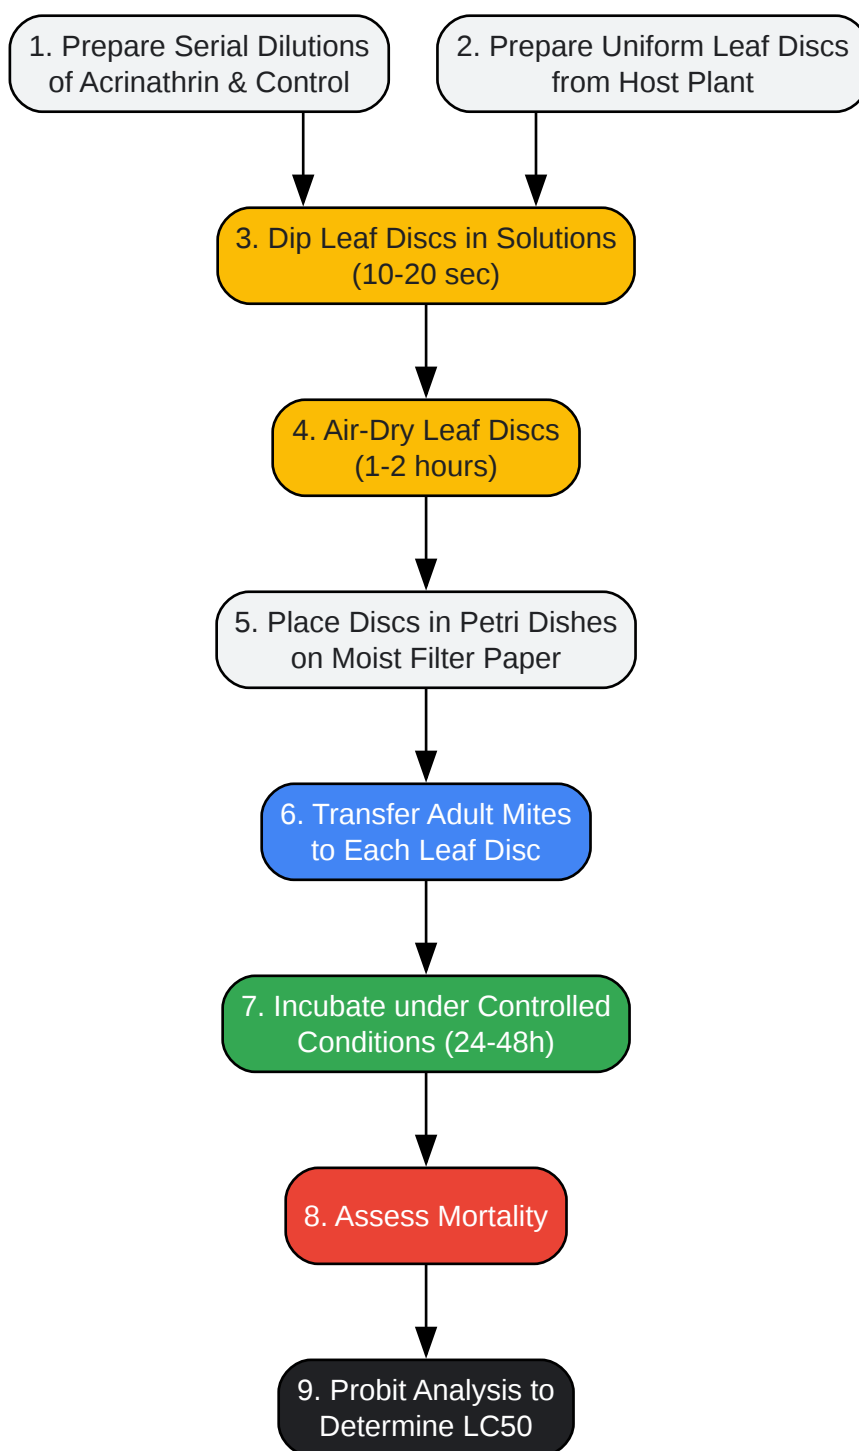 1. Prepare Serial Dilutions
of Acrinathrin & Control
2. Prepare Uniform Leaf Discs
from Host Plant
3. Dip Leaf Discs in Solutions
(10-20 sec)
4. Air-Dry Leaf Discs
(1-2 hours)
5. Place Discs in Petri Dishes
on Moist Filter Paper
6. Transfer Adult Mites
to Each Leaf Disc
7. Incubate under Controlled
Conditions (24-48h)
8. Assess Mortality
9. Probit Analysis to
Determine LC50